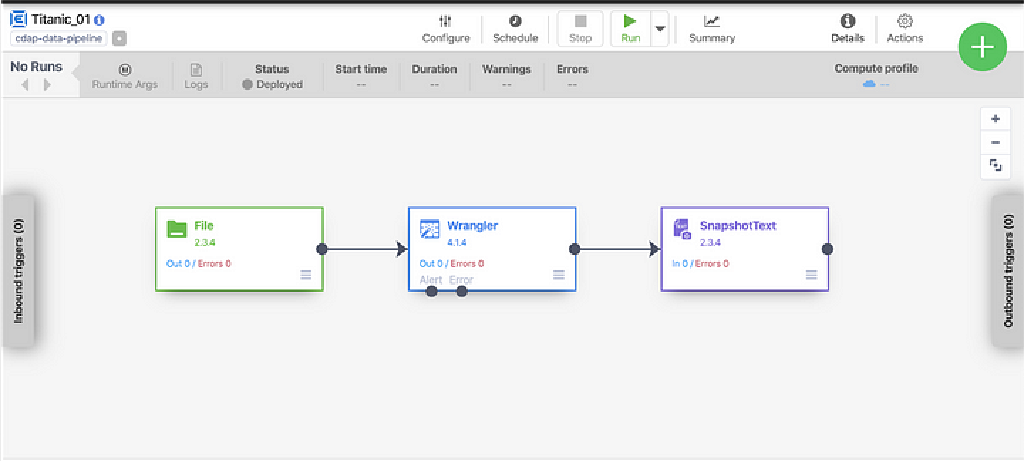 Titanic_01
cdap-data-pipeline
Configure
Schedule
Stop
Run
Summary
Details
Actions
No Runs
Runtime Args
Logs
Status
Deployed
Start time
--
Duration
--
Warnings
--
Errors
--
Compute profile
--
Inbound triggers (0)
File
2.3.4
Out 0 / Errors 0
Wrangler
4.1.4
Out 0 / Errors 0
Alert Error
SnapshotText
2.3.4
In 0 / Errors 0
Outbound triggers (0)